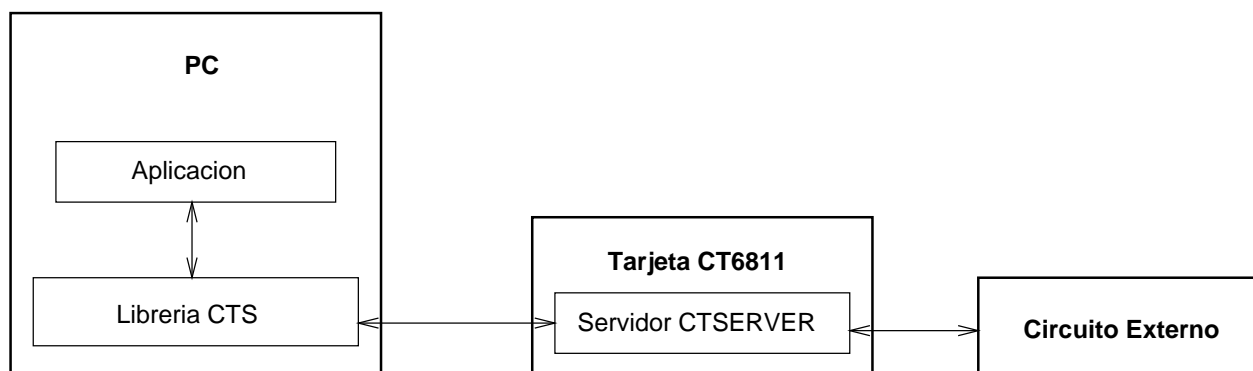 PC
Aplicacion
Libreria CTS
Tarjeta CT6811
Servidor CTSERVER
Circuito Externo